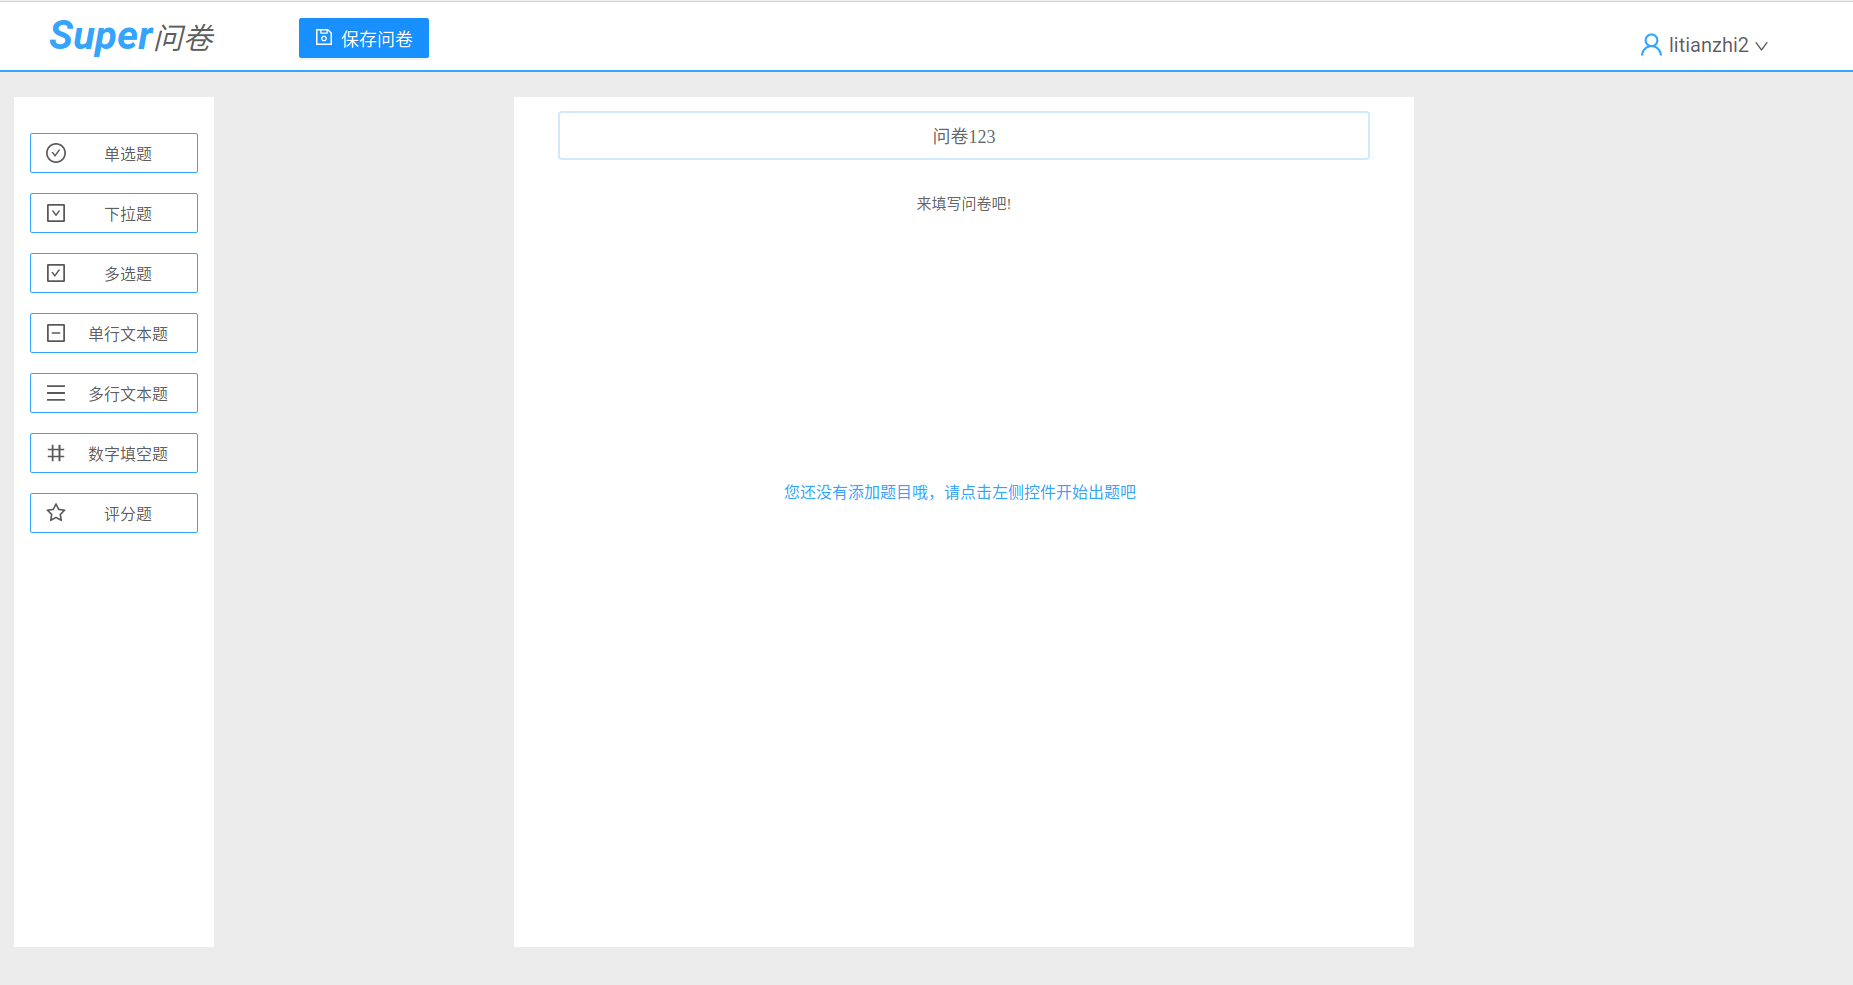 Super问卷
保存问卷
litianzhi2
单选题
下拉题
多选题
单行文本题
多行文本题
数字填空题
评分题
问卷123
来填写问卷吧!
您还没有添加题目哦，请点击左侧控件开始出题吧